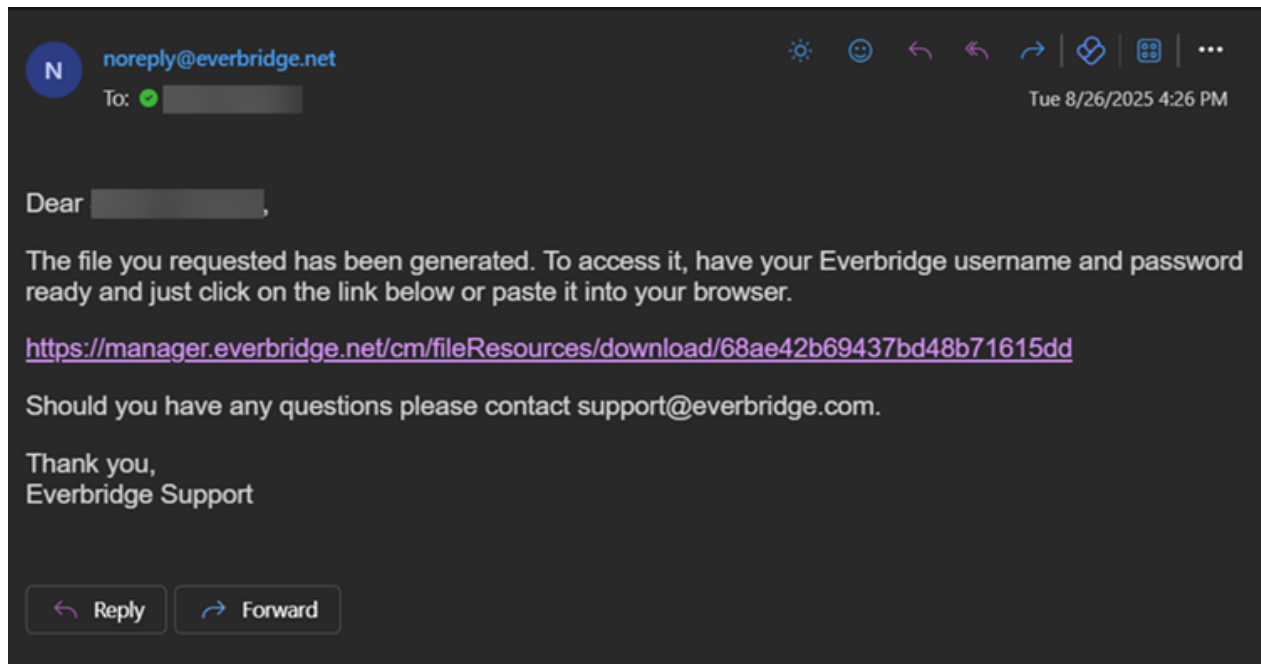 N
noreply@everbridge.net
To:
Tue 8/26/2025 4:26 PM
Dear ,
The file you requested has been generated. To access it, have your Everbridge username and password
ready and just click on the link below or paste it into your browser.
https://manager.everbridge.net/cm/fileResources/download/68ae42b69437bd48b71615dd
Should you have any questions please contact support@everbridge.com.
Thank you,
Everbridge Support
Reply
Forward